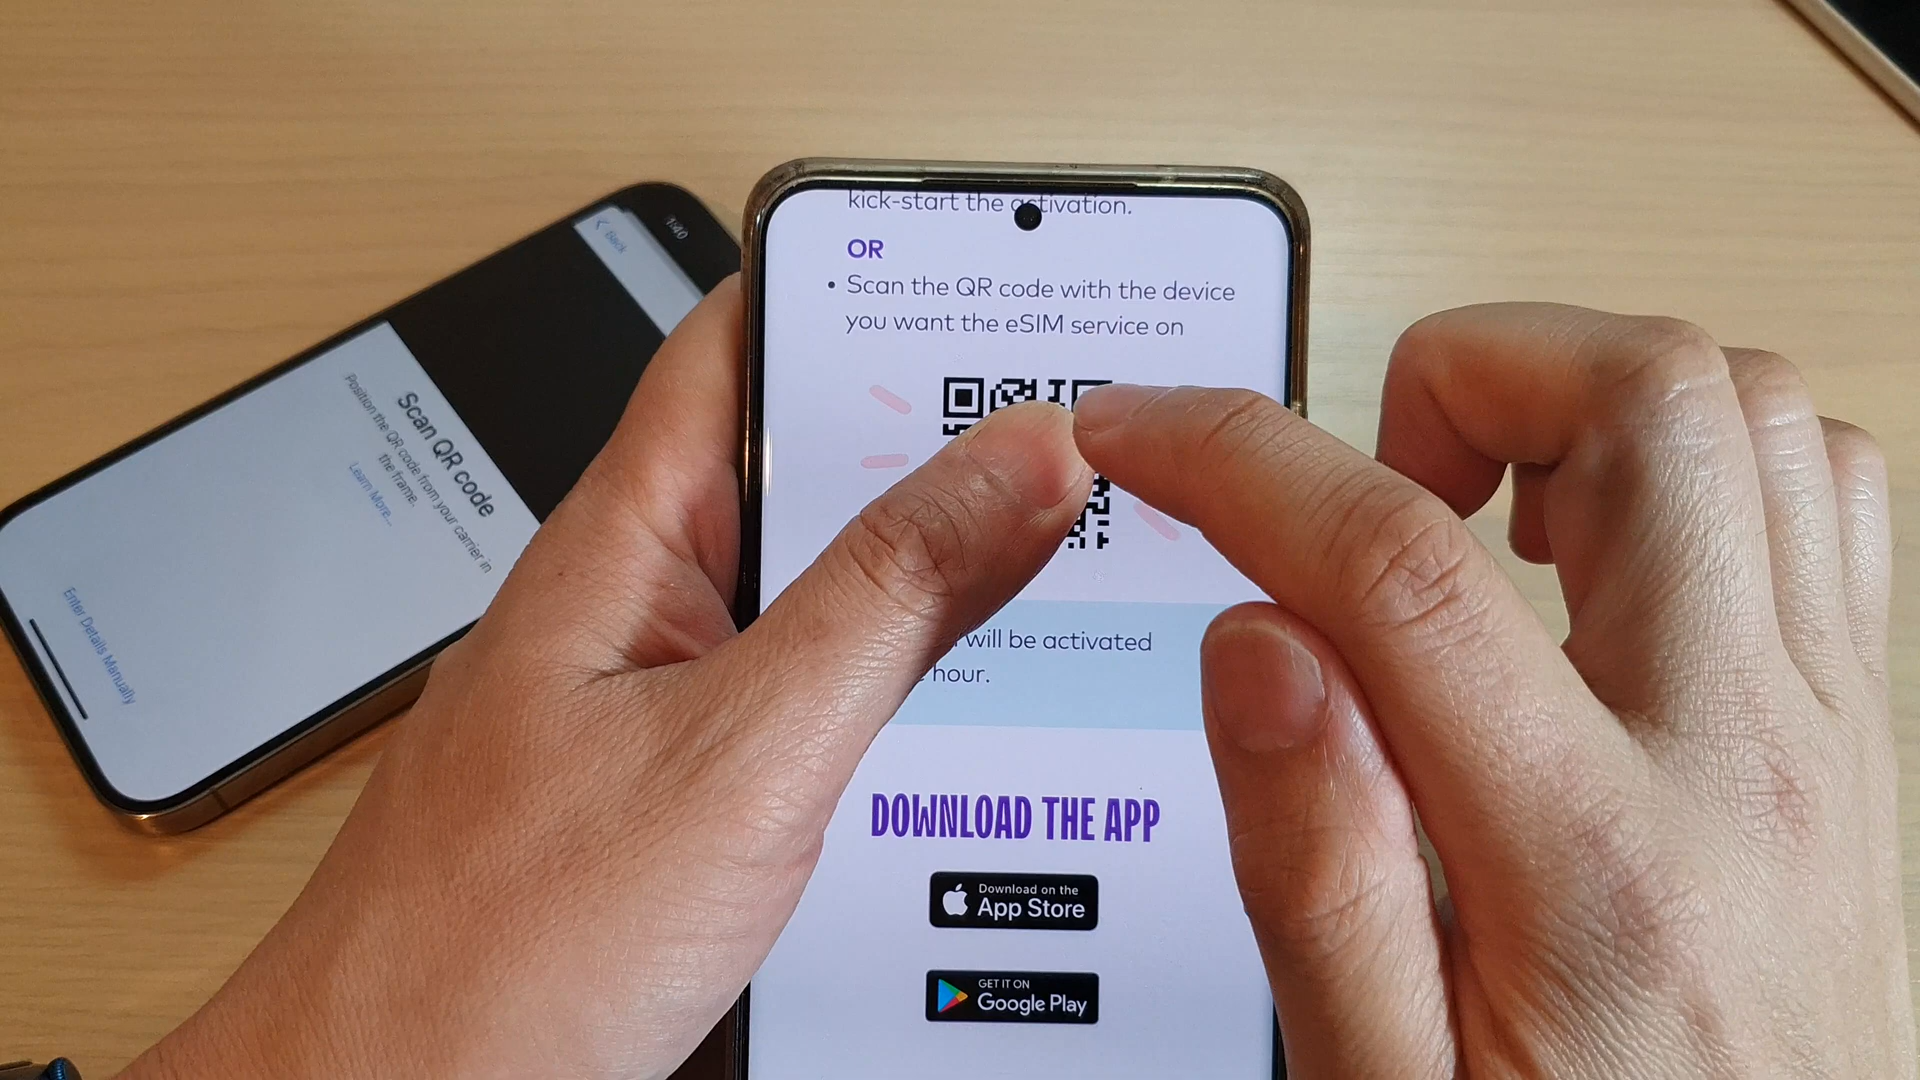 1:40
Back
Scan QR code
Position the QR code from your carrier in
the frame.
Learn More...
Enter Details Manually
kick-start the activation.
OR
• Scan the QR code with the device
you want the eSIM service on
will be activated
hour.
DOWNLOAD THE APP
Download on the
App Store
GET IT ON
Google Play